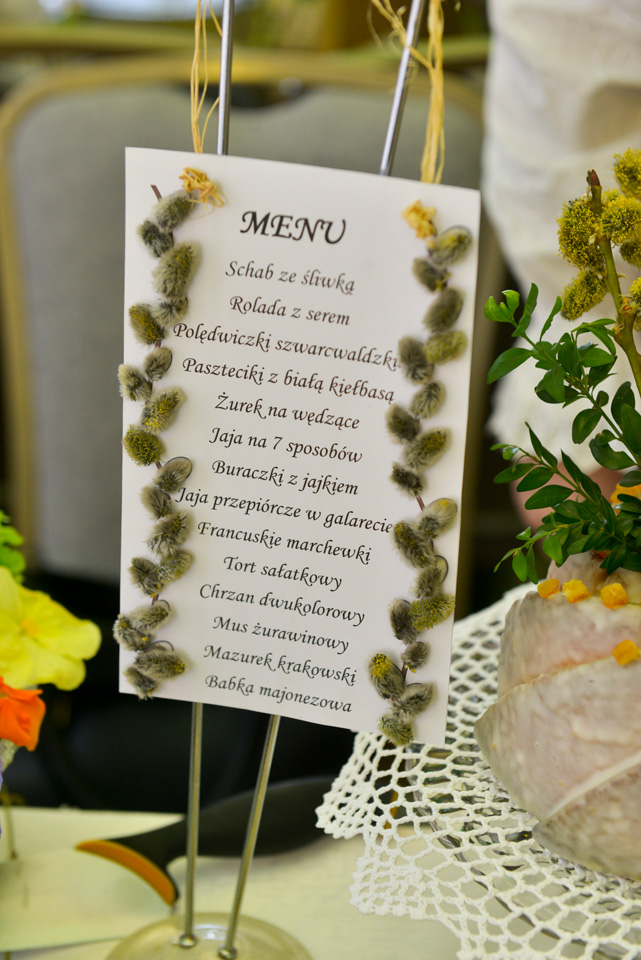 MENU
Schab ze śliwką
Rolada z serem
Polędwiczki szwarcwaldzki
Paszteciki z białą kiełbasą
Żurek na wędzące
Jaja na 7 sposobów
Buraczki z jajkiem
Jaja przepiórcze w galarecie
Francuskie marchewki
Tort sałatkowy
Chrzan dwukolorowy
Mus żurawinowy
Mazurek krakowski
Babka majonezowa